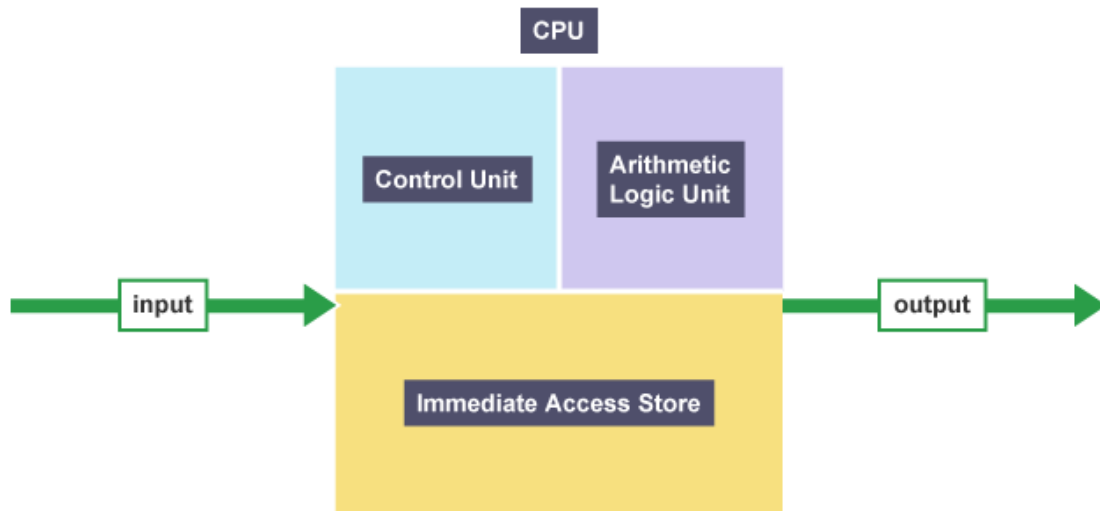 CPU
Control Unit
Arithmetic
Logic Unit
input
output
Immediate Access Store